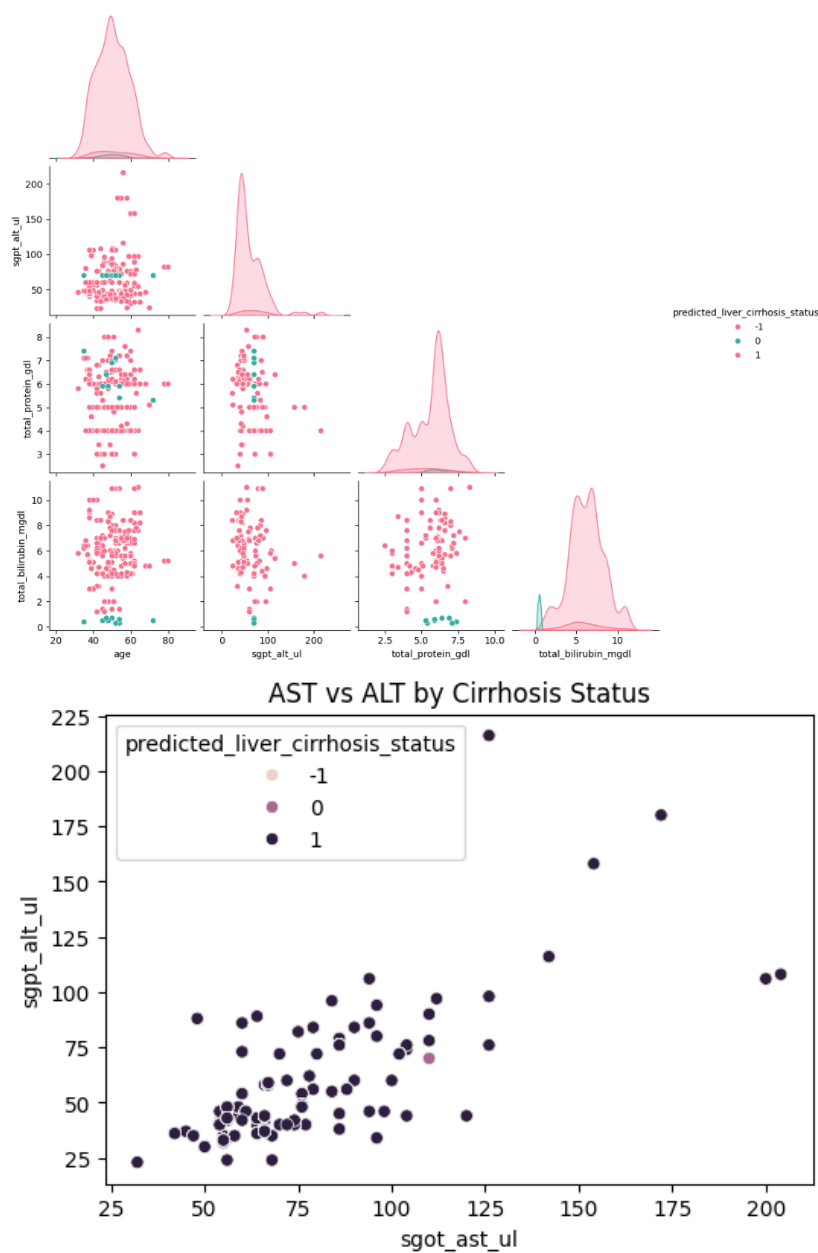 sgpt_alt_ul
200
150
100
50
total_protein_gdl
8
7
6
5
4
3
predicted_liver_cirrhosis_status
-1
0
1
total_bilirubin_mgdl
10
8
6
4
2
0
20 40 60 80
0 100 200
2.5 5.0 7.5 10.0
0 5 10
age
sgpt_alt_ul
total_protein_gdl
total_bilirubin_mgdl
AST vs ALT by Cirrhosis Status
predicted_liver_cirrhosis_status
-1
0
1
sgpt_alt_ul
225
200
175
150
125
100
75
50
25
25 50 75 100 125 150 175 200
sgot_ast_ul